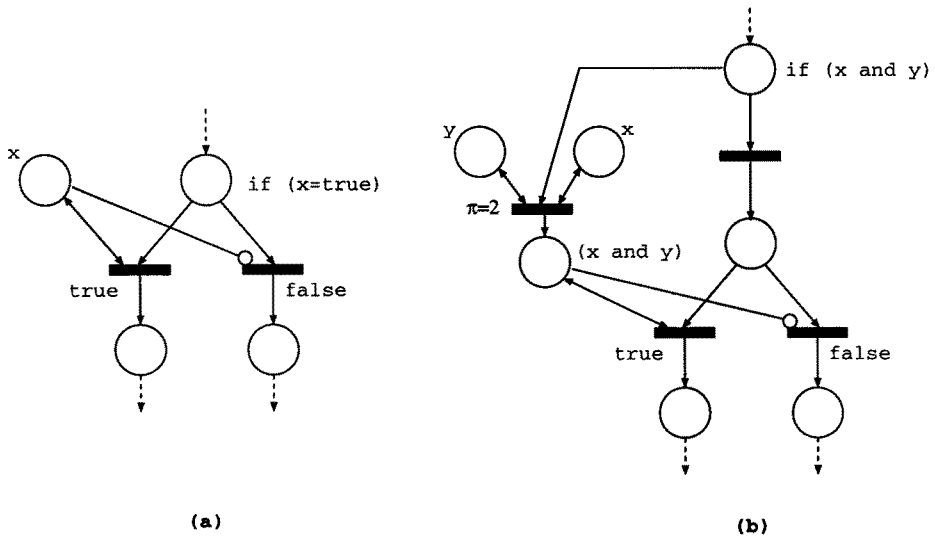 x
if (x=true)
true
false
(a)
if (x and y)
y
x
π=2
(x and y)
true
false
(b)